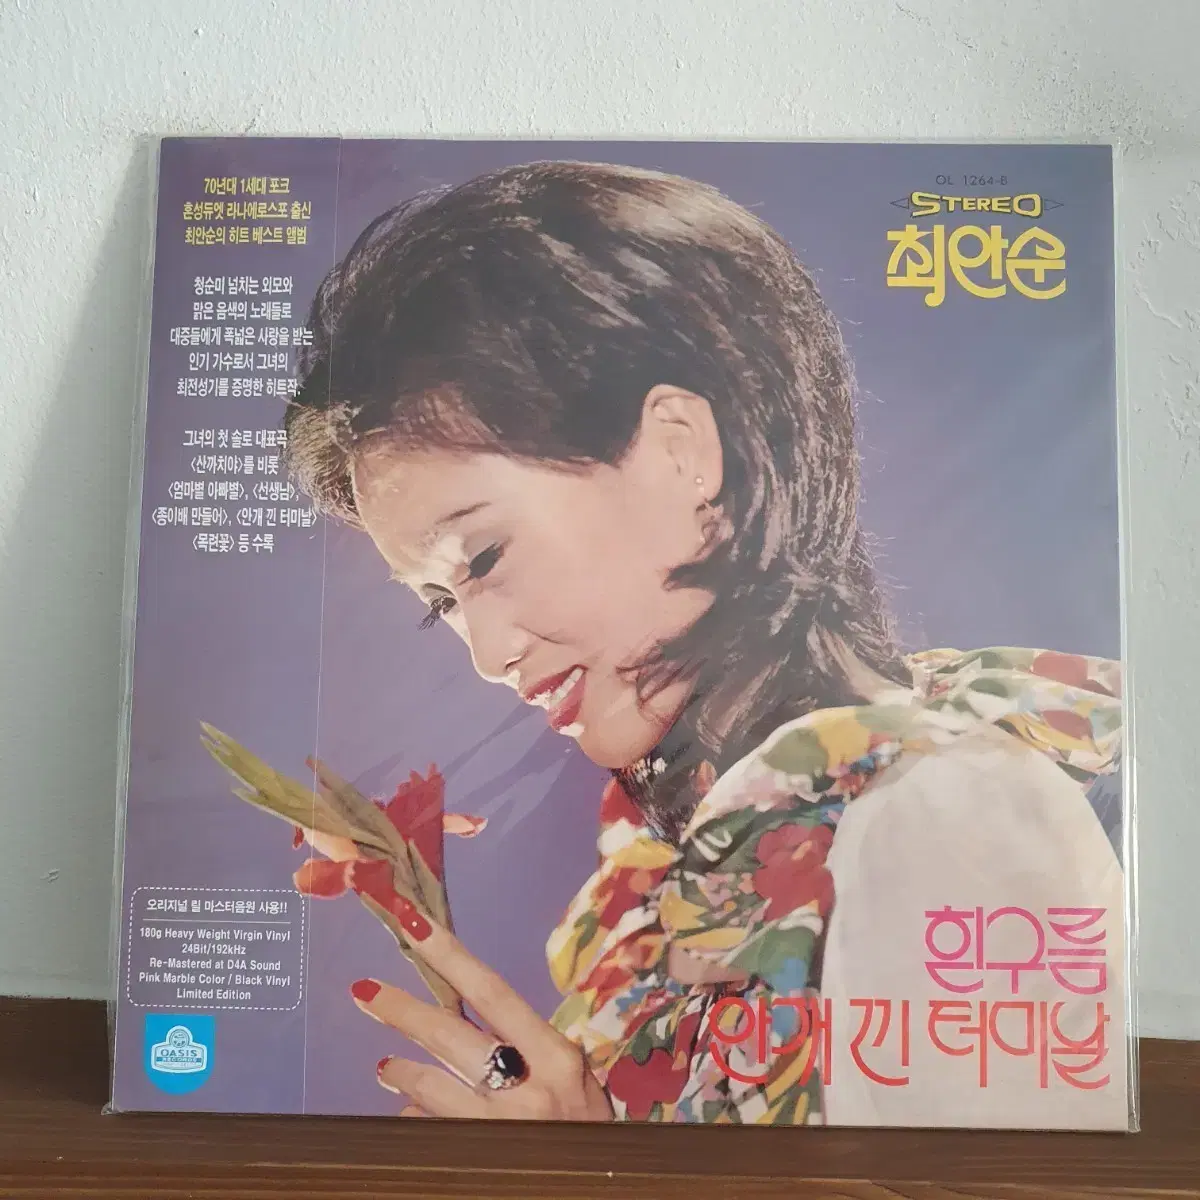 70년대 1세대 포크
혼성듀엣 라나에로스포 출신
최안순의 히트 베스트 앨범
청순미 넘치는 외모와
맑은 음색의 노래들로
대중들에게 폭넓은 사랑을 받는
인기 가수로서 그녀의
최전성기를 증명한 히트작,
그녀의 첫 솔로 대표곡
<산까치야>를 비롯
<엄마별 아빠별>, <선생님>,
<종이배 만들어>, <안개 낀 터미날>
<목련꽃> 등 수록
OL 1264-B
STEREO
최안순
흰구름
안개 낀 터미날
오리지널 릴 마스터음원 사용!!
180g Heavy Weight Virgin Vinyl
24Bit/192kHz
Re-Mastered at D4A Sound
Pink Marble Color / Black Vinyl
Limited Edition
OASIS
RECORDS